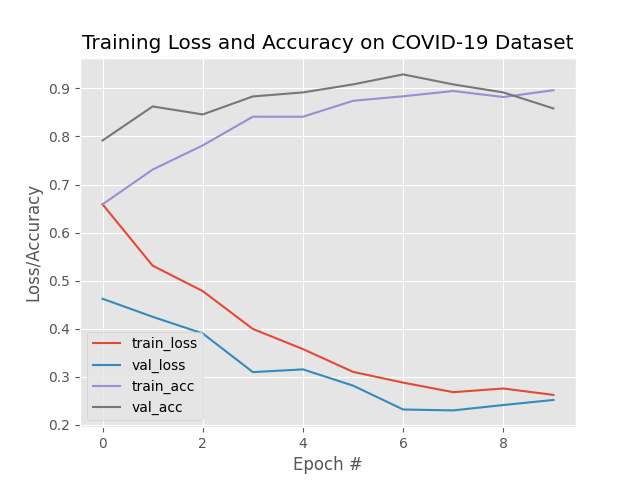 Training Loss and Accuracy on COVID-19 Dataset
Loss/Accuracy
0.9
0.8
0.7
0.6
0.5
0.4
0.3
0.2
train_loss
val_loss
train_acc
val_acc
0 2 4 6 8
Epoch #